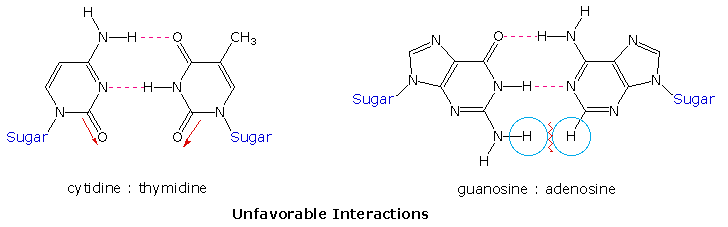 H
N H O CH3
N H N
N N
O O
Sugar Sugar
cytidine : thymidine
H
N O H N N
N N H N N
Sugar N N Sugar
N H H
H
guanosine : adenosine
Unfavorable Interactions